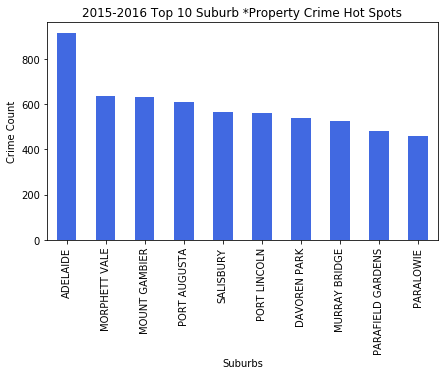 2015-2016 Top 10 Suburb *Property Crime Hot Spots
Crime Count
800
600
400
200
0
ADELAIDE
MORPHETT VALE
MOUNT GAMBIER
PORT AUGUSTA
SALISBURY
PORT LINCOLN
DAVOREN PARK
MURRAY BRIDGE
PARAFIELD GARDENS
PARALOWIE
Suburbs